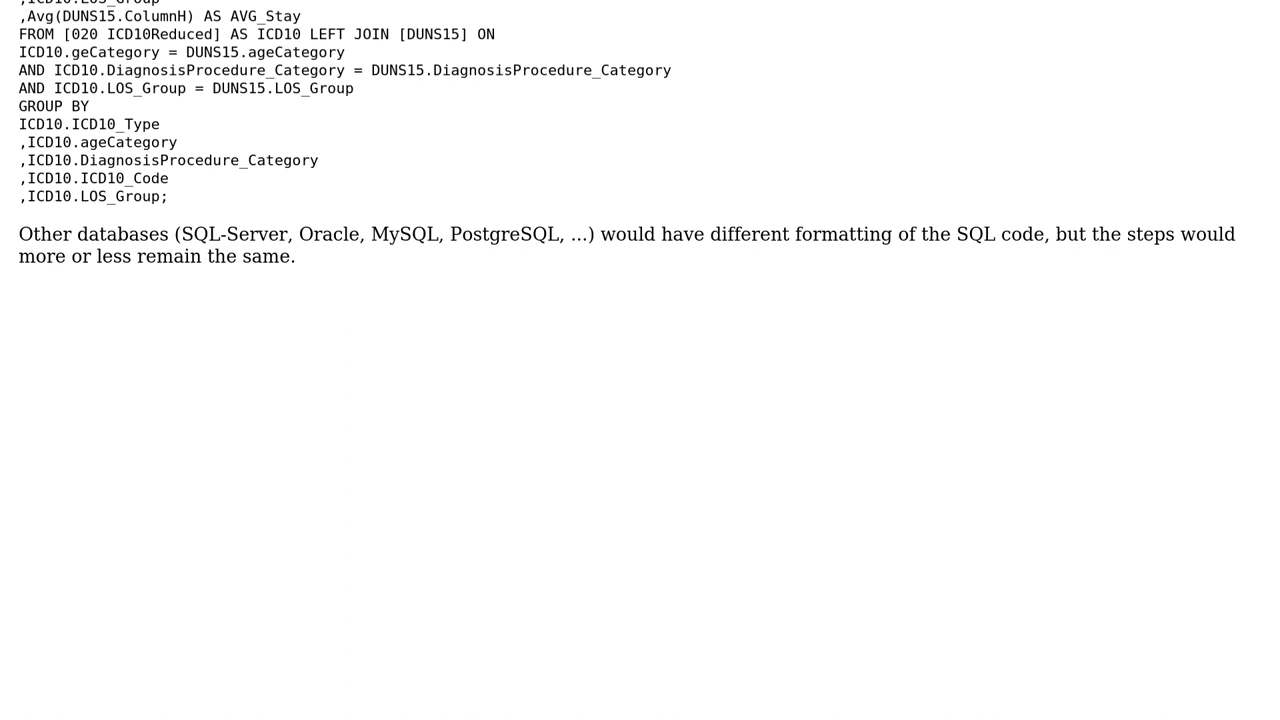 ,ICD10.LOS_Group
,Avg(DUNS15.ColumnH) AS AVG_Stay
FROM [020 ICD10Reduced] AS ICD10 LEFT JOIN [DUNS15] ON
ICD10.geCategory = DUNS15.ageCategory
AND ICD10.DiagnosisProcedure_Category = DUNS15.DiagnosisProcedure_Category
AND ICD10.LOS_Group = DUNS15.LOS_Group
GROUP BY
ICD10.ICD10_Type
,ICD10.ageCategory
,ICD10.DiagnosisProcedure_Category
,ICD10.ICD10_Code
,ICD10.LOS_Group;
Other databases (SQL-Server, Oracle, MySQL, PostgreSQL, ...) would have different formatting of the SQL code, but the steps would
more or less remain the same.